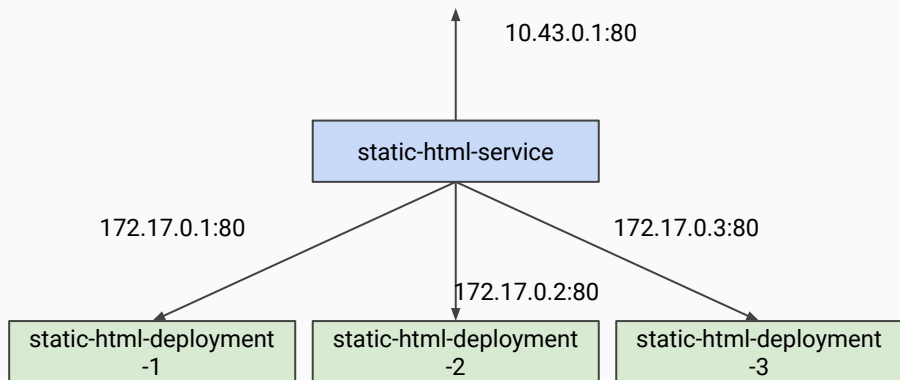 10.43.0.1:80
static-html-service
172.17.0.1:80
172.17.0.3:80
172.17.0.2:80
static-html-deployment
-1
static-html-deployment
-2
static-html-deployment
-3